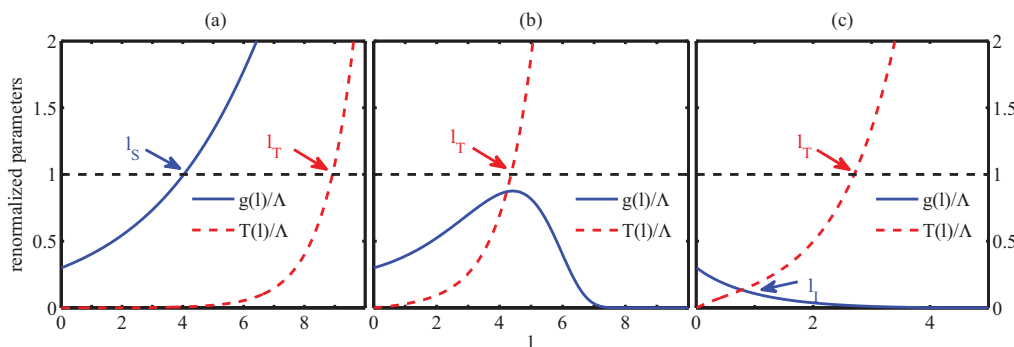 (a)
(b)
(c)
renormalized parameters
2
1.5
1
0.5
0
l_S
l_T
g(l)/Λ
T(l)/Λ
0 2 4 6 8
l_T
g(l)/Λ
T(l)/Λ
0 2 4 6 8
l
l_T
g(l)/Λ
T(l)/Λ
l_I
0 2 4
2
1.5
1
0.5
0